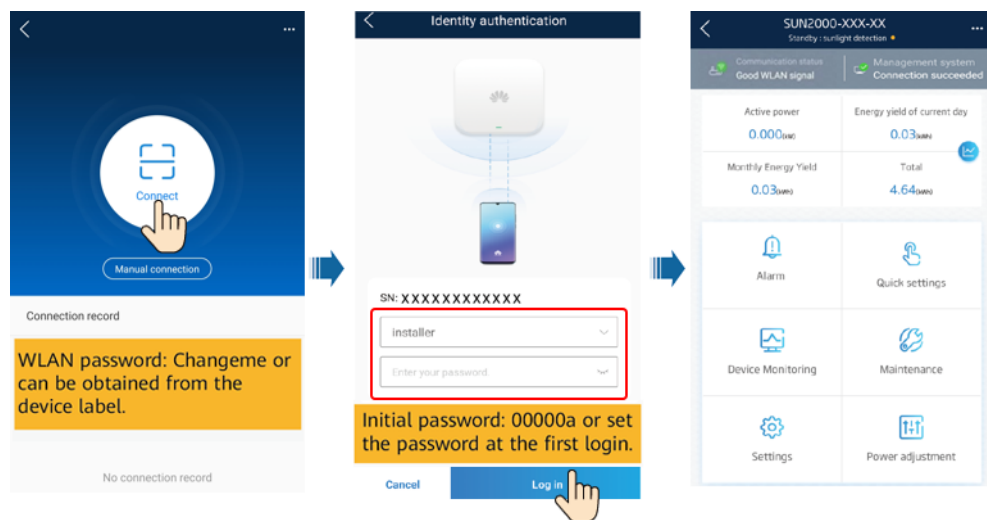 Connect
Manual connection
Connection record
WLAN password: Changeme or
can be obtained from the
device label.
No connection record
Identity authentication
SN: XXXXXXXXXXXX
installer
Enter your password.
Initial password: 00000a or set
the password at the first login.
Cancel
Log in
SUN2000-XXX-XX
Standby : sunlight detection
Communication status
Good WLAN signal
Management system
Connection succeeded
Active power
0.000(kW)
Energy yield of current day
0.03(kWh)
Monthly Energy Yield
0.03(kWh)
Total
4.64(kWh)
Alarm
Quick settings
Device Monitoring
Maintenance
Settings
Power adjustment